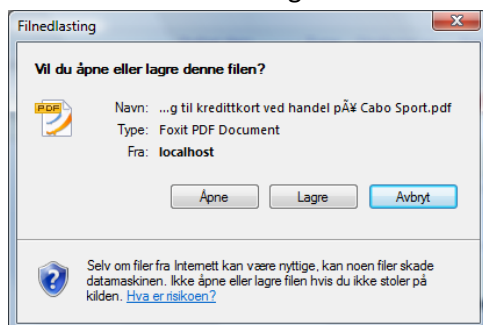 Filnedlasting
Vil du åpne eller lagre denne filen?
PDF
Navn: ...g til kredittkort ved handel pÃ¥ Cabo Sport.pdf
Type: Foxit PDF Document
Fra: localhost
Åpne Lagre Avbryt
Selv om filer fra Internett kan være nyttige, kan noen filer skade
datamaskinen. Ikke åpne eller lagre filen hvis du ikke stoler på
kilden. Hva er risikoen?